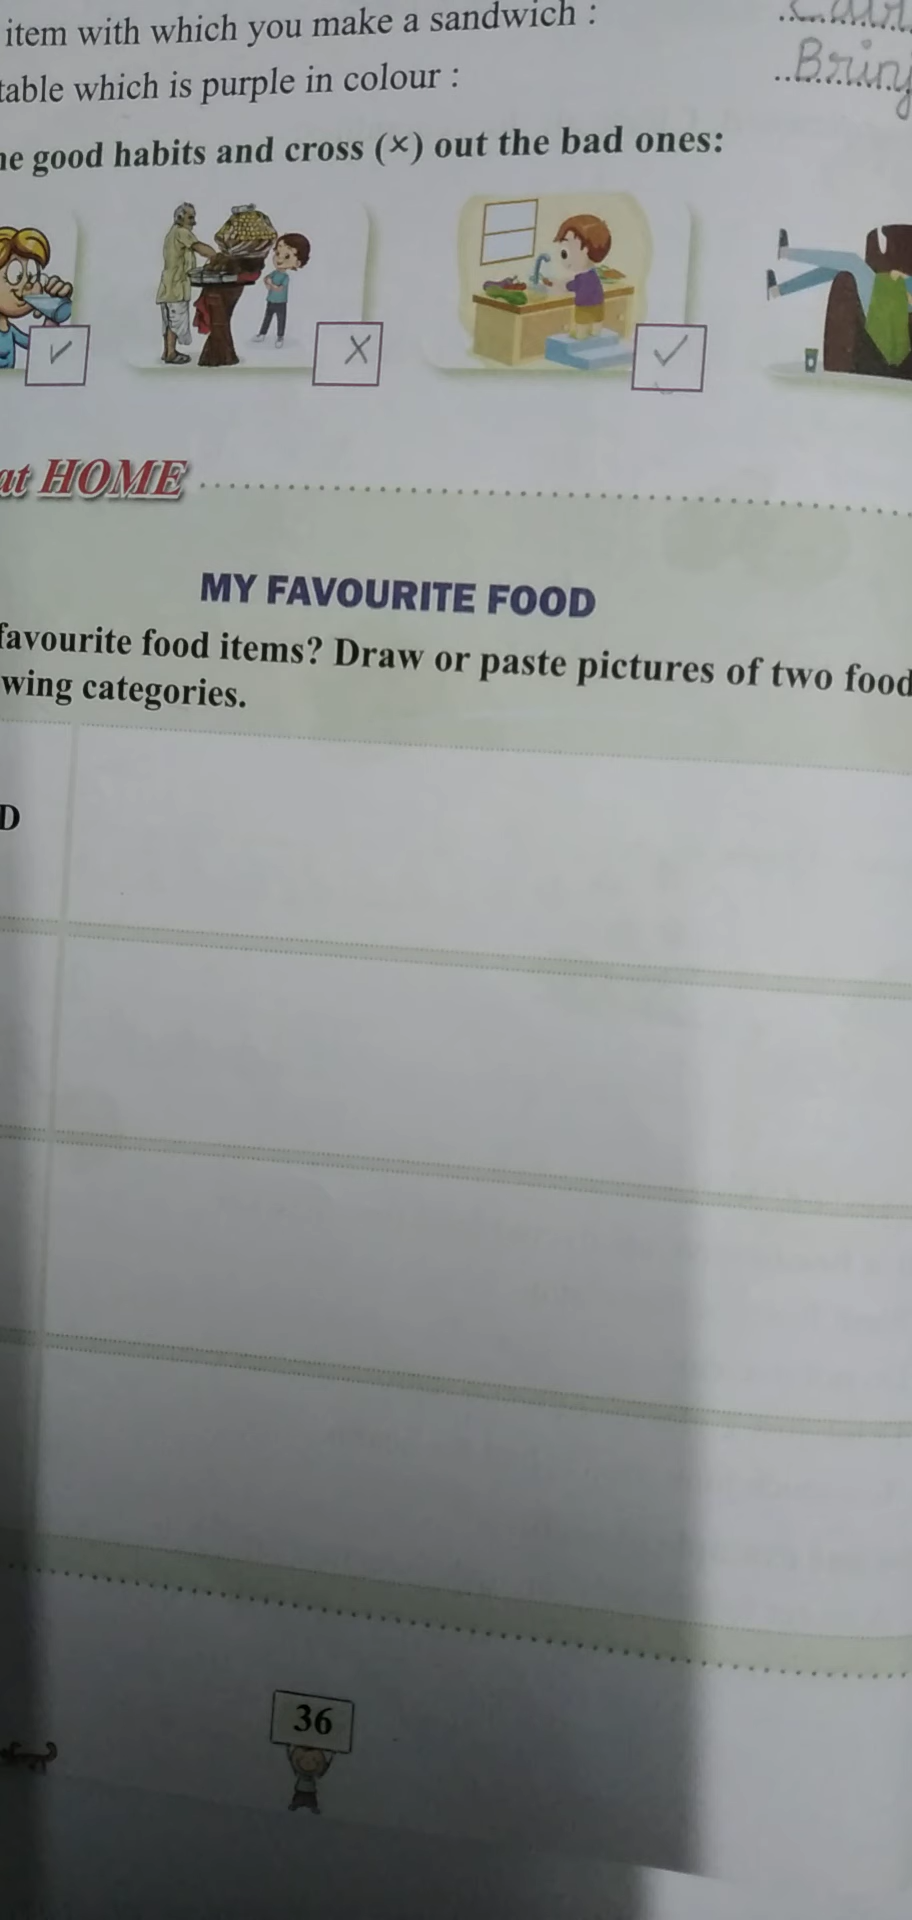 item with which you make a sandwich :
table which is purple in colour :
Brinj
he good habits and cross (×) out the bad ones:
✓ × ✓
at HOME
MY FAVOURITE FOOD
favourite food items? Draw or paste pictures of two food
wing categories.
D
36